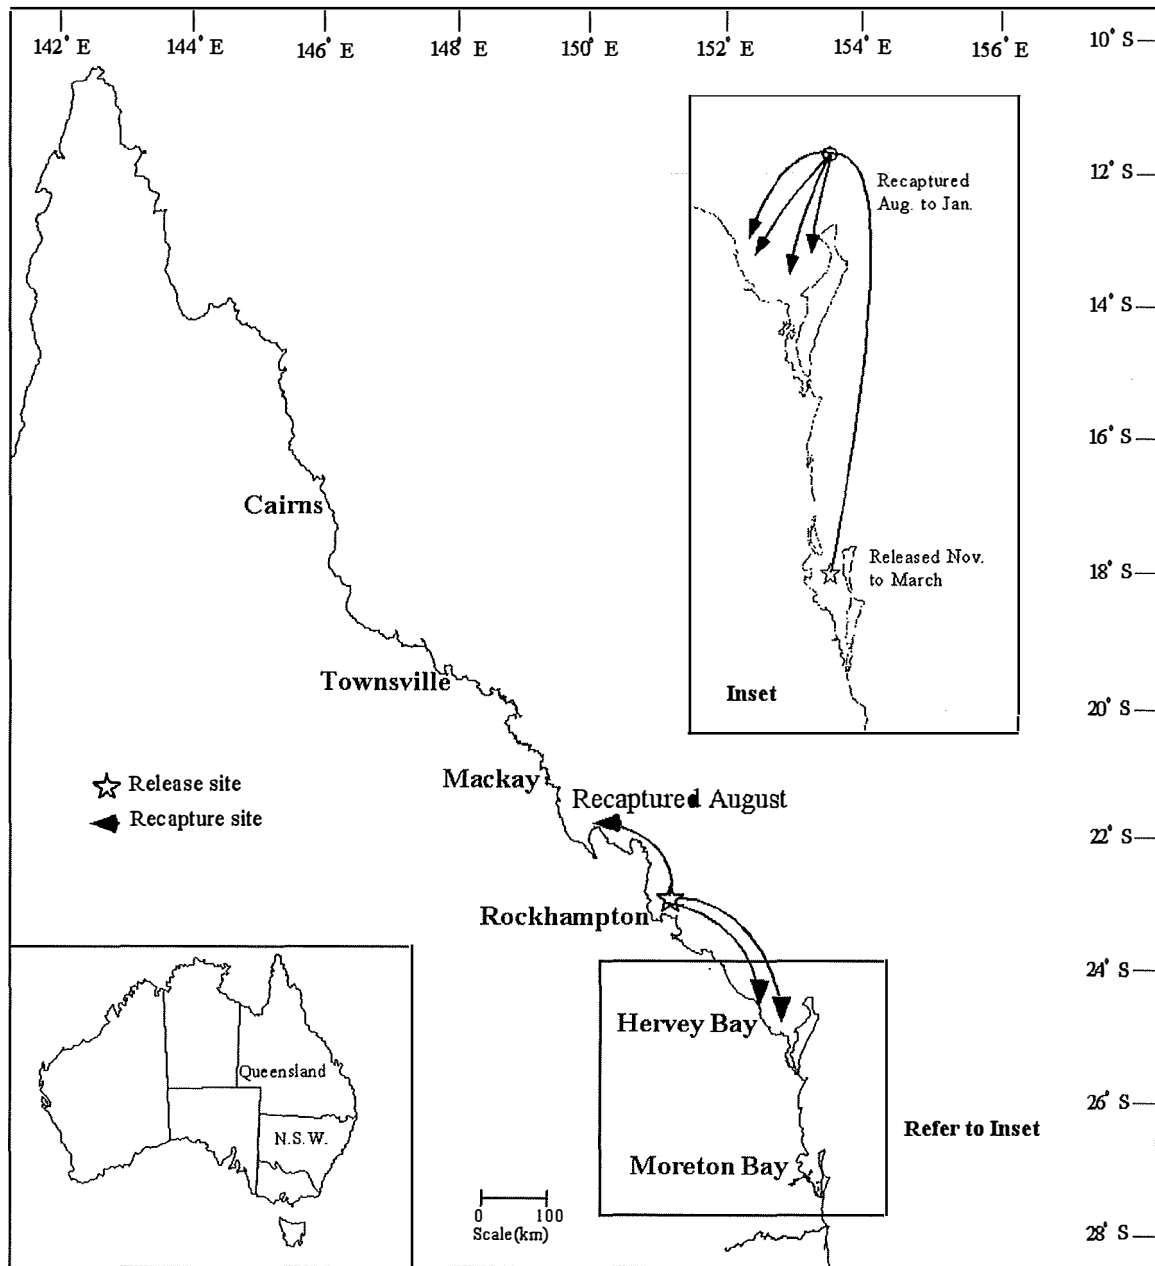 142° E 144° E 146° E 148° E 150° E 152° E 154° E 156° E 10° S
12° S
14° S
16° S
18° S
20° S
22° S
24° S
26° S
28° S
Recaptured
Aug. to Jan.
Released Nov.
to March
Inset
Cairns
Townsville
Mackay
Recaptured August
Release site
Recapture site
Rockhampton
Hervey Bay
Moreton Bay
Refer to Inset
Queensland
N.S.W.
0 100
Scale(km)